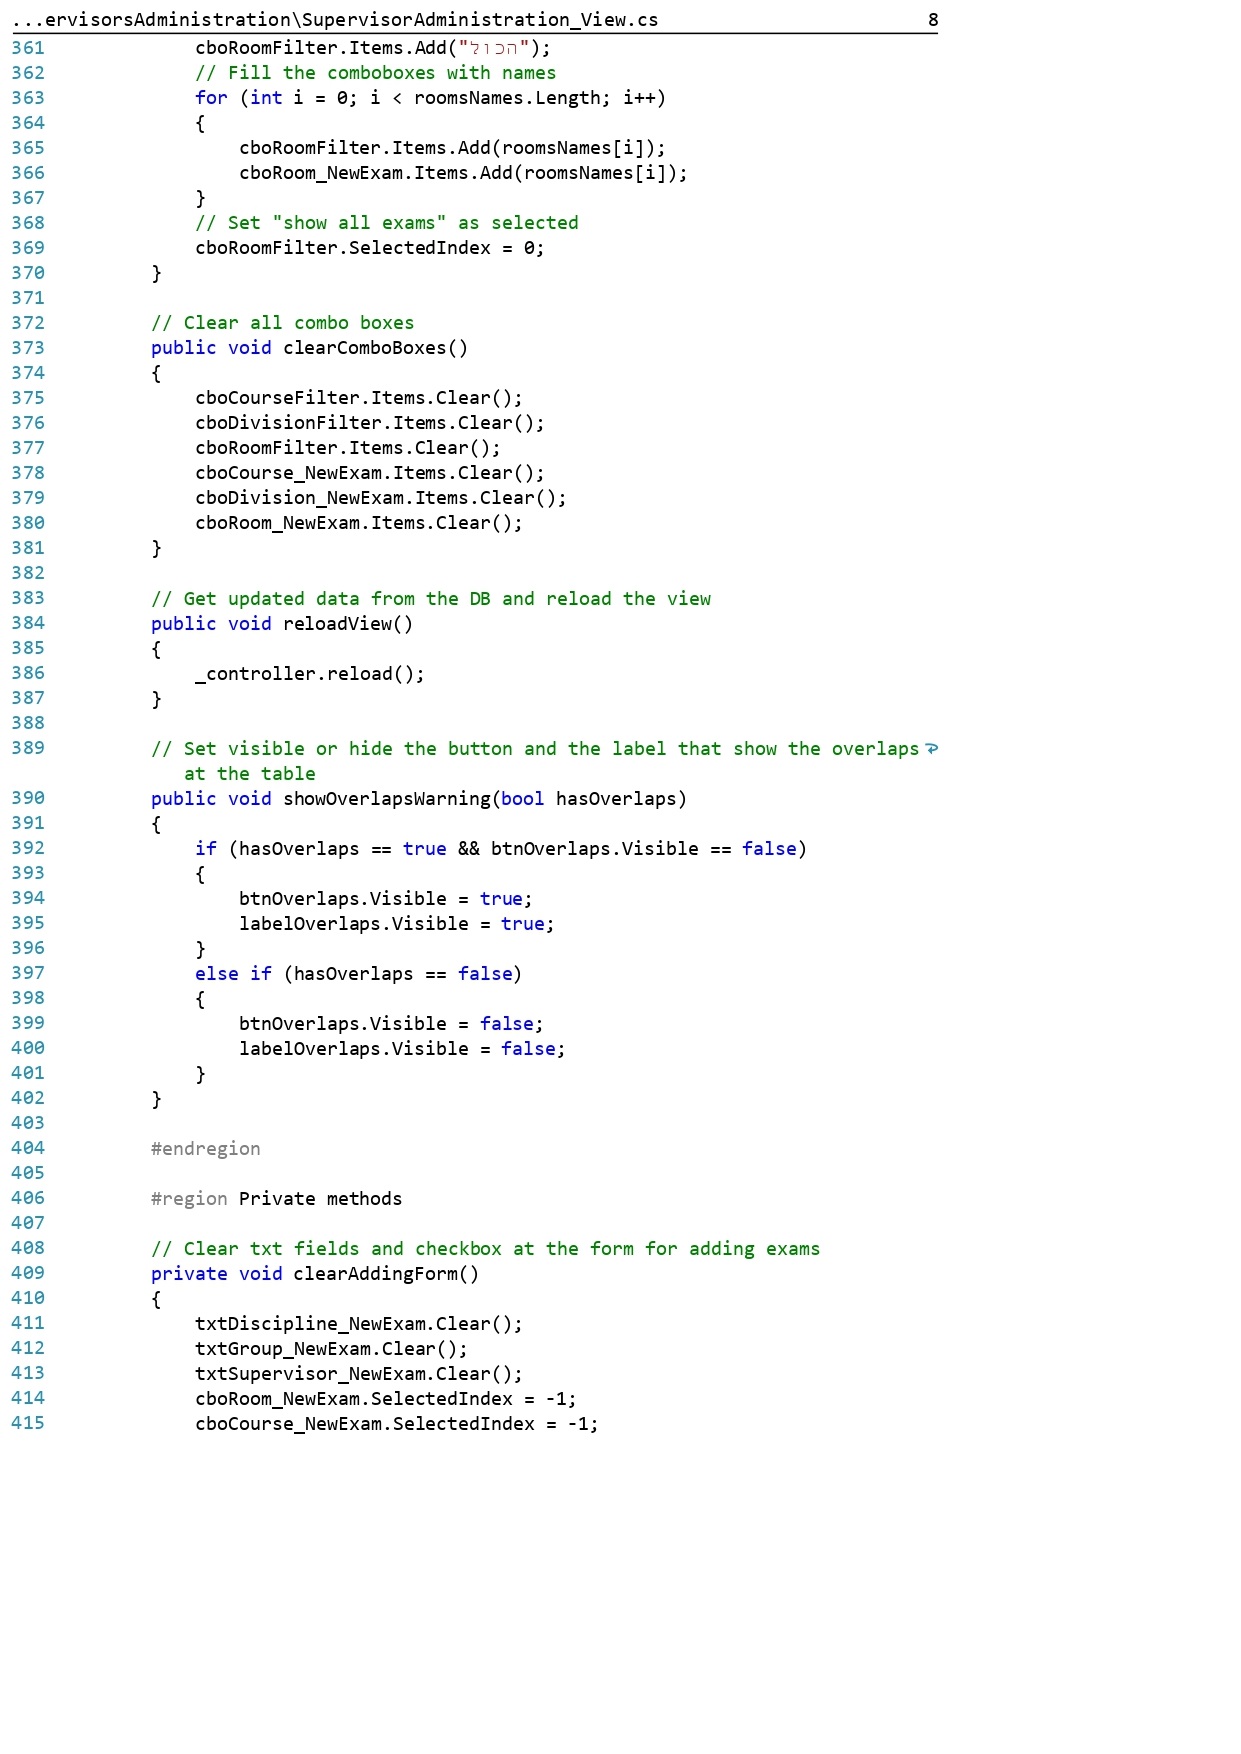 ...ervisorsAdministration\SupervisorAdministration_View.cs 8
361 cboRoomFilter.Items.Add("הכול");
362 // Fill the comboboxes with names
363 for (int i = 0; i < roomsNames.Length; i++)
364 {
365 cboRoomFilter.Items.Add(roomsNames[i]);
366 cboRoom_NewExam.Items.Add(roomsNames[i]);
367 }
368 // Set "show all exams" as selected
369 cboRoomFilter.SelectedIndex = 0;
370 }
371
372 // Clear all combo boxes
373 public void clearComboBoxes()
374 {
375 cboCourseFilter.Items.Clear();
376 cboDivisionFilter.Items.Clear();
377 cboRoomFilter.Items.Clear();
378 cboCourse_NewExam.Items.Clear();
379 cboDivision_NewExam.Items.Clear();
380 cboRoom_NewExam.Items.Clear();
381 }
382
383 // Get updated data from the DB and reload the view
384 public void reloadView()
385 {
386 _controller.reload();
387 }
388
389 // Set visible or hide the button and the label that show the overlaps
at the table
390 public void showOverlapsWarning(bool hasOverlaps)
391 {
392 if (hasOverlaps == true && btnOverlaps.Visible == false)
393 {
394 btnOverlaps.Visible = true;
395 labelOverlaps.Visible = true;
396 }
397 else if (hasOverlaps == false)
398 {
399 btnOverlaps.Visible = false;
400 labelOverlaps.Visible = false;
401 }
402 }
403
404 #endregion
405
406 #region Private methods
407
408 // Clear txt fields and checkbox at the form for adding exams
409 private void clearAddingForm()
410 {
411 txtDiscipline_NewExam.Clear();
412 txtGroup_NewExam.Clear();
413 txtSupervisor_NewExam.Clear();
414 cboRoom_NewExam.SelectedIndex = -1;
415 cboCourse_NewExam.SelectedIndex = -1;